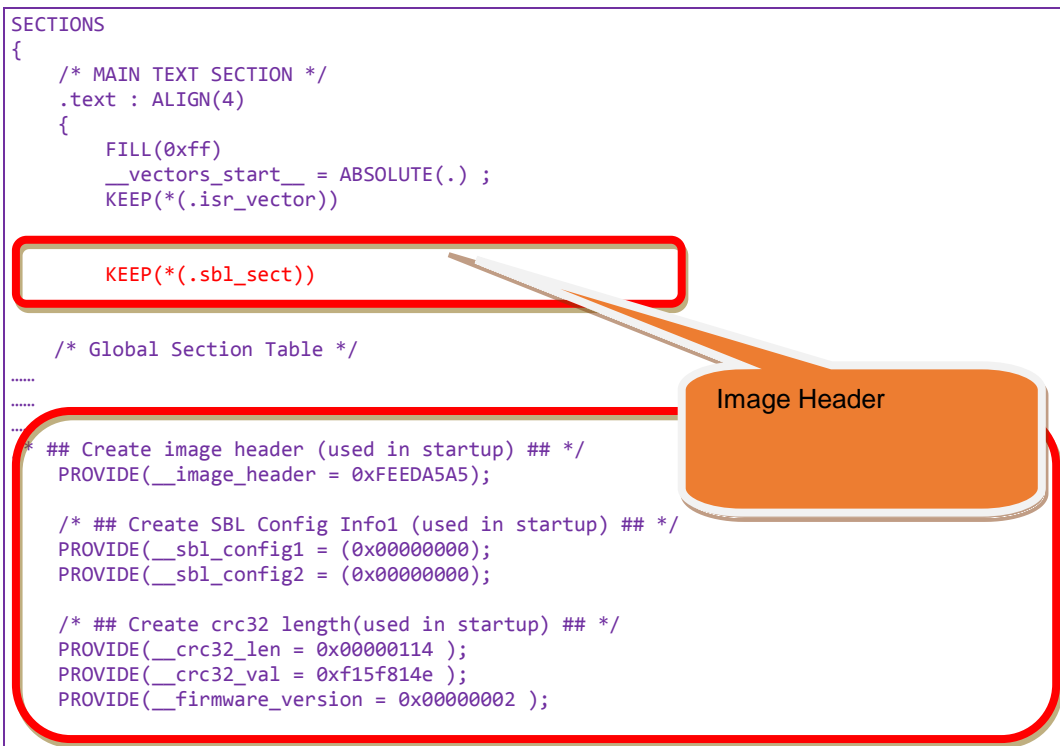 SECTIONS
{
/* MAIN TEXT SECTION */
.text : ALIGN(4)
{
FILL(0xff)
__vectors_start__ = ABSOLUTE(.) ;
KEEP(*(.isr_vector))
KEEP(*(.sbl_sect))
/* Global Section Table */
……
……
Image Header
…
* ## Create image header (used in startup) ## */
PROVIDE(__image_header = 0xFEEDA5A5);
/* ## Create SBL Config Info1 (used in startup) ## */
PROVIDE(__sbl_config1 = (0x00000000);
PROVIDE(__sbl_config2 = (0x00000000);
/* ## Create crc32 length(used in startup) ## */
PROVIDE(__crc32_len = 0x00000114 );
PROVIDE(__crc32_val = 0xf15f814e );
PROVIDE(__firmware_version = 0x00000002 );